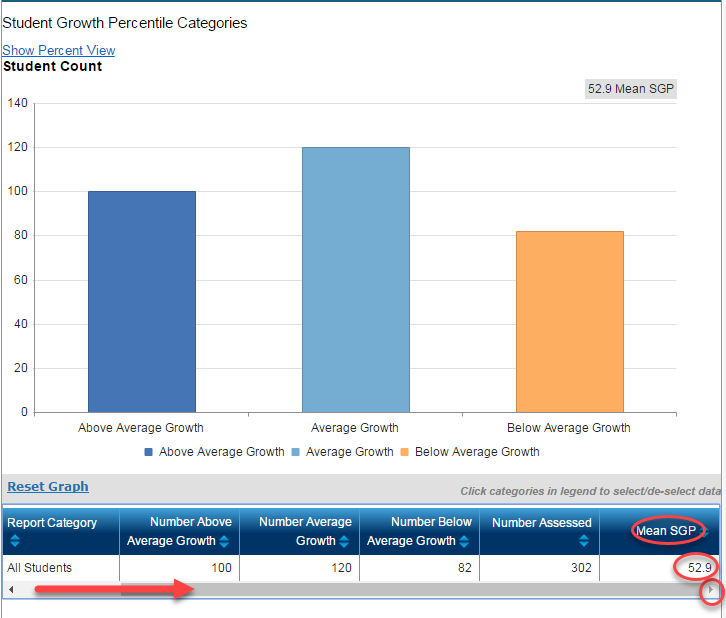 Student Growth Percentile Categories
Show Percent View
Student Count
52.9 Mean SGP
140
120
100
80
60
40
20
0
Above Average Growth Average Growth Below Average Growth
Above Average Growth Average Growth Below Average Growth
Reset Graph
Click categories in legend to select/de-select data
Report Category Number Above Average Growth Number Average Growth Number Below Average Growth Number Assessed Mean SGP
All Students 100 120 82 302 52.9